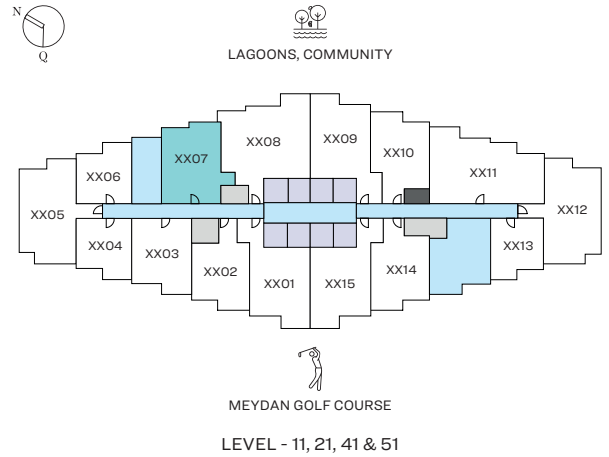 N
Q
LAGOONS, COMMUNITY
XX08
XX09
XX07
XX10
XX06
XX11
XX05
XX12
XX04
XX03
XX02
XX01
XX15
XX14
XX13
MEYDAN GOLF COURSE
LEVEL - 11, 21, 41 & 51